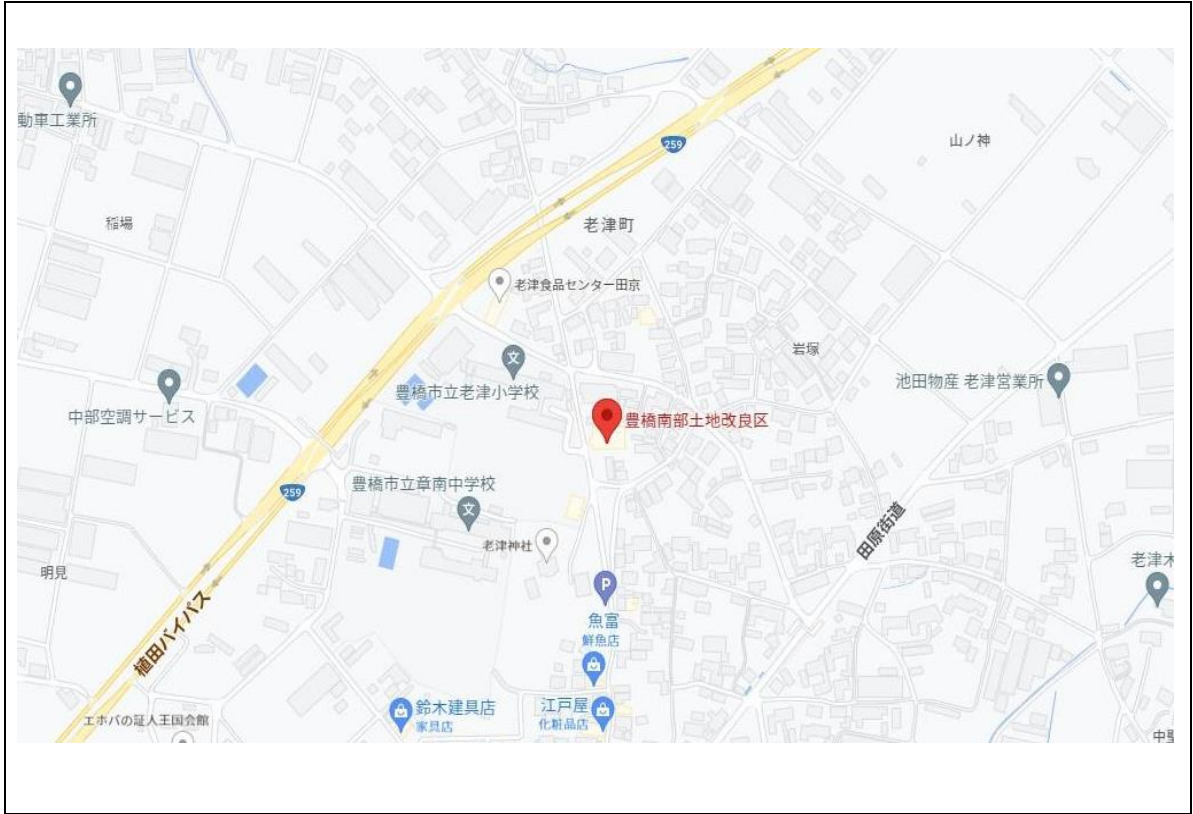 動車工業所
259
山ノ神
稲場
老津町
老津食品センター田京
岩塚
文
豊橋市立老津小学校
池田物産 老津営業所
中部空調サービス
豊橋南部土地改良区
259
豊橋市立章南中学校
文
田原街道
老津神社
老津木
明見
P
植田バイパス
魚富
鮮魚店
鈴木建具店
家具店
江戸屋
化粧品店
エホバの証人王国会館